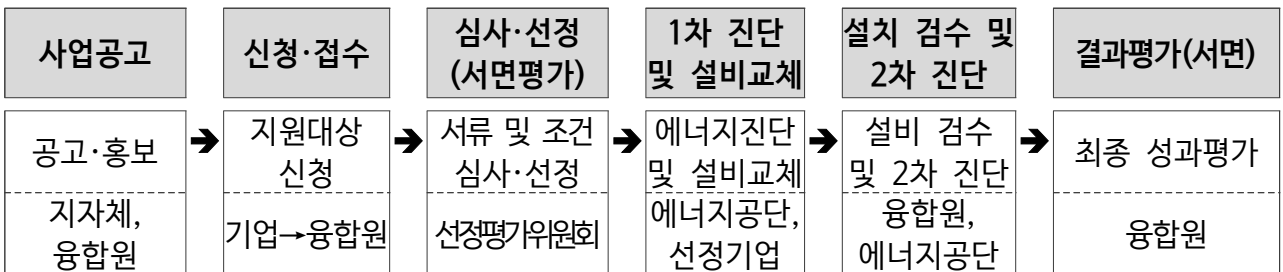 사업공고
신청·접수
심사·선정
(서면평가)
1차 진단
및 설비교체
설치 검수 및
2차 진단
결과평가(서면)
공고·홍보
➔
지원대상
신청
➔
서류 및 조건
심사·선정
➔
에너지진단
및 설비교체
➔
설비 검수
및 2차 진단
➔
최종 성과평가
지자체,
융합원
기업→융합원
선정평가위원회
에너지공단,
선정기업
융합원,
에너지공단
융합원